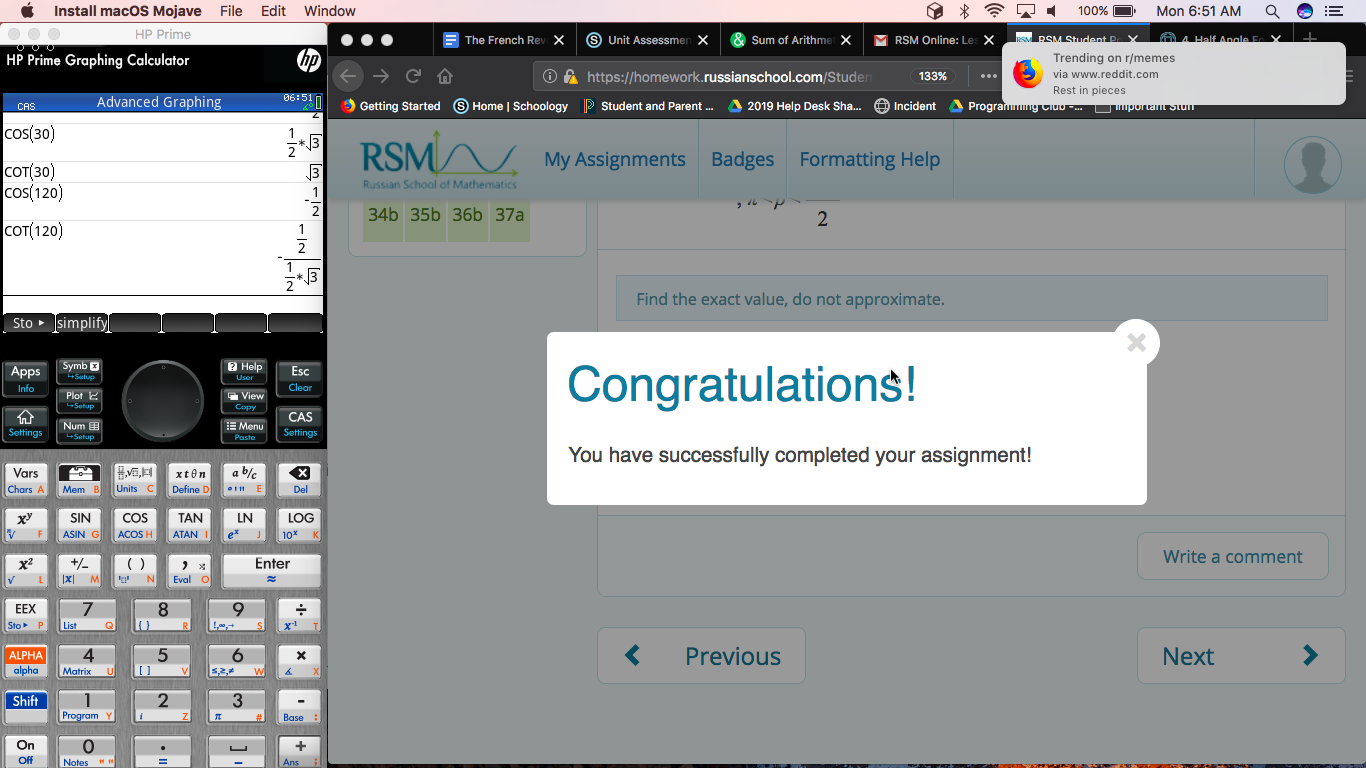 Install macOS Mojave File Edit Window 100% Mon 6:51 AM
HP Prime
HP Prime Graphing Calculator
hp
CAS Advanced Graphing 06:51
2
COS(30)
1/2*√3
COT(30)
√3
COS(120)
-1/2
COT(120)
-(1/2)/(1/2*√3)
Sto ▸ simplify
Apps
Info
Symb
Setup
Plot
Setup
Num
Setup
Settings
Help
User
View
Copy
Menu
Paste
Esc
Clear
CAS
Settings
Vars
Chars A
Mem B
Units C
x t θ n
Define D
a b/c
E
Del
xʸ
F
SIN
ASIN G
COS
ACOS H
TAN
ATAN I
LN
eˣ J
LOG
10ˣ K
x²
√ L
+/-
|x| M
( )
N
,
Eval O
Enter
≈
EEX
Sto ▸ P
7
List Q
8
{ } R
9
!,∞,→ S
÷
x⁻¹ T
ALPHA
alpha
4
Matrix U
5
[ ] V
6
≤,≥,≠ W
×
∡ X
Shift
1
Program Y
2
i Z
3
π #
-
Base :
On
Off
0
Notes " "
.
=
_
+
Ans ;
The French Rev
Unit Assessmen
Sum of Arithme
RSM Online: Le
RSM Student Po
4. Half Angle Fo
https://homework.russianschool.com/Studen
133%
Getting Started Home | Schoology Student and Parent ... 2019 Help Desk Sha... Incident Programming Club -... Important Stuff
Trending on r/memes
via www.reddit.com
Rest in pieces
RSM
Russian School of Mathematics
My Assignments Badges Formatting Help
34b 35b 36b 37a
2
Find the exact value, do not approximate.
Congratulations!
You have successfully completed your assignment!
Write a comment
Previous
Next